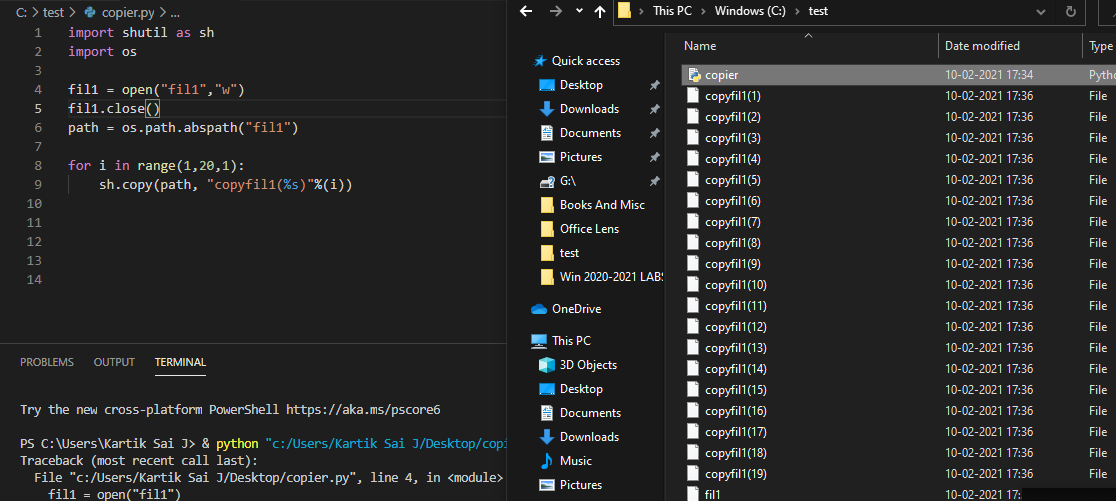 C: > test > copier.py > ...
1 import shutil as sh
2 import os
3
4 fil1 = open("fil1","w")
5 fil1.close()
6 path = os.path.abspath("fil1")
7
8 for i in range(1,20,1):
9 sh.copy(path, "copyfil1(%s)"%(i))
10
11
12
13
14
PROBLEMS OUTPUT TERMINAL
Try the new cross-platform PowerShell https://aka.ms/pscore6
PS C:\Users\Kartik Sai J> & python "c:/Users/Kartik Sai J/Desktop/copi
Traceback (most recent call last):
File "c:/Users/Kartik Sai J/Desktop/copier.py", line 4, in <module>
fil1 = open("fil1")
This PC > Windows (C:) > test
Quick access
Desktop
Downloads
Documents
Pictures
G:\
Books And Misc
Office Lens
test
Win 2020-2021 LABS
OneDrive
This PC
3D Objects
Desktop
Documents
Downloads
Music
Pictures
Name Date modified Type
copier 10-02-2021 17:34 Pytho
copyfil1(1) 10-02-2021 17:36 File
copyfil1(2) 10-02-2021 17:36 File
copyfil1(3) 10-02-2021 17:36 File
copyfil1(4) 10-02-2021 17:36 File
copyfil1(5) 10-02-2021 17:36 File
copyfil1(6) 10-02-2021 17:36 File
copyfil1(7) 10-02-2021 17:36 File
copyfil1(8) 10-02-2021 17:36 File
copyfil1(9) 10-02-2021 17:36 File
copyfil1(10) 10-02-2021 17:36 File
copyfil1(11) 10-02-2021 17:36 File
copyfil1(12) 10-02-2021 17:36 File
copyfil1(13) 10-02-2021 17:36 File
copyfil1(14) 10-02-2021 17:36 File
copyfil1(15) 10-02-2021 17:36 File
copyfil1(16) 10-02-2021 17:36 File
copyfil1(17) 10-02-2021 17:36 File
copyfil1(18) 10-02-2021 17:36 File
copyfil1(19) 10-02-2021 17:36 File
fil1 10-02-2021 17: